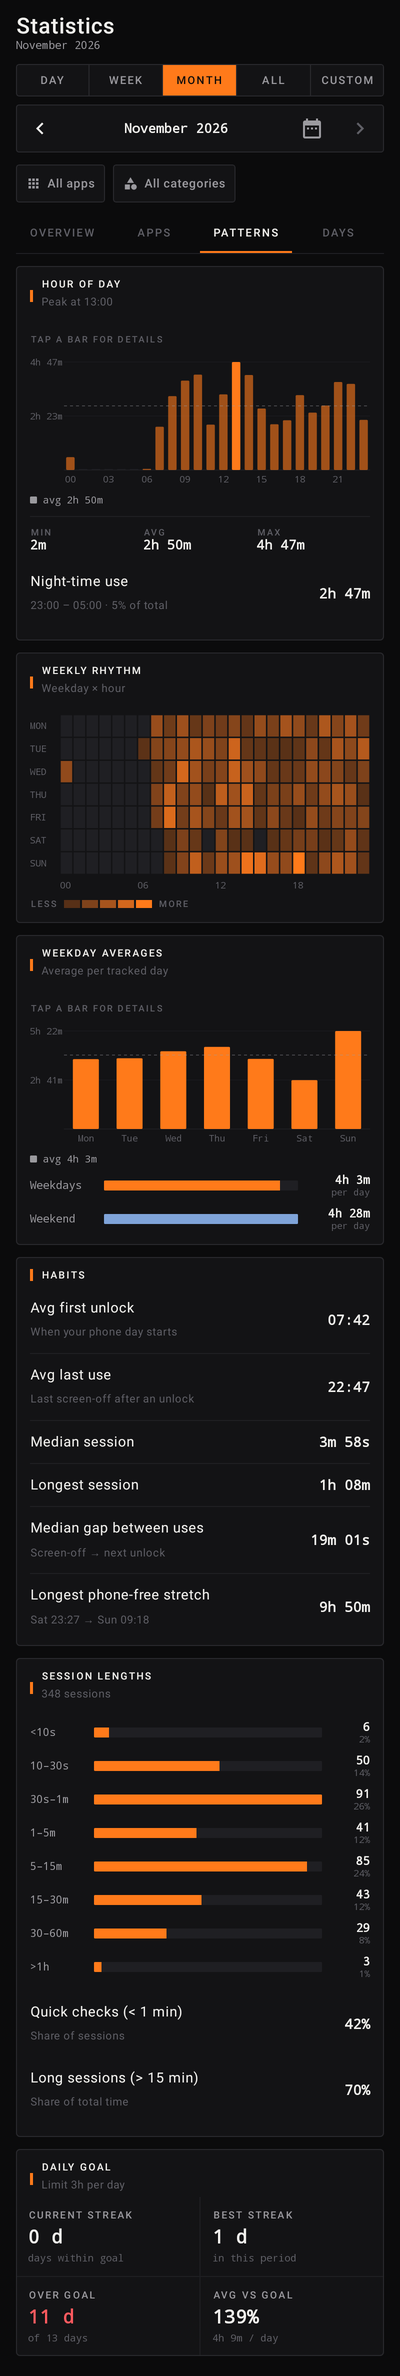 Statistics
November 2026
DAY WEEK MONTH ALL CUSTOM
November 2026
All apps All categories
OVERVIEW APPS PATTERNS DAYS
HOUR OF DAY
Peak at 13:00
TAP A BAR FOR DETAILS
4h 47m
2h 23m
00 03 06 09 12 15 18 21
avg 2h 50m
MIN AVG MAX
2m 2h 50m 4h 47m
Night-time use 2h 47m
23:00 – 05:00 · 5% of total
WEEKLY RHYTHM
Weekday × hour
MON
TUE
WED
THU
FRI
SAT
SUN
00 06 12 18
LESS MORE
WEEKDAY AVERAGES
Average per tracked day
TAP A BAR FOR DETAILS
5h 22m
2h 41m
Mon Tue Wed Thu Fri Sat Sun
avg 4h 3m
Weekdays 4h 3m
per day
Weekend 4h 28m
per day
HABITS
Avg first unlock 07:42
When your phone day starts
Avg last use 22:47
Last screen-off after an unlock
Median session 3m 58s
Longest session 1h 08m
Median gap between uses 19m 01s
Screen-off → next unlock
Longest phone-free stretch 9h 50m
Sat 23:27 → Sun 09:18
SESSION LENGTHS
348 sessions
<10s 6
2%
10–30s 50
14%
30s–1m 91
26%
1–5m 41
12%
5–15m 85
24%
15–30m 43
12%
30–60m 29
8%
>1h 3
1%
Quick checks (< 1 min) 42%
Share of sessions
Long sessions (> 15 min) 70%
Share of total time
DAILY GOAL
Limit 3h per day
CURRENT STREAK BEST STREAK
0 d 1 d
days within goal in this period
OVER GOAL AVG VS GOAL
11 d 139%
of 13 days 4h 9m / day